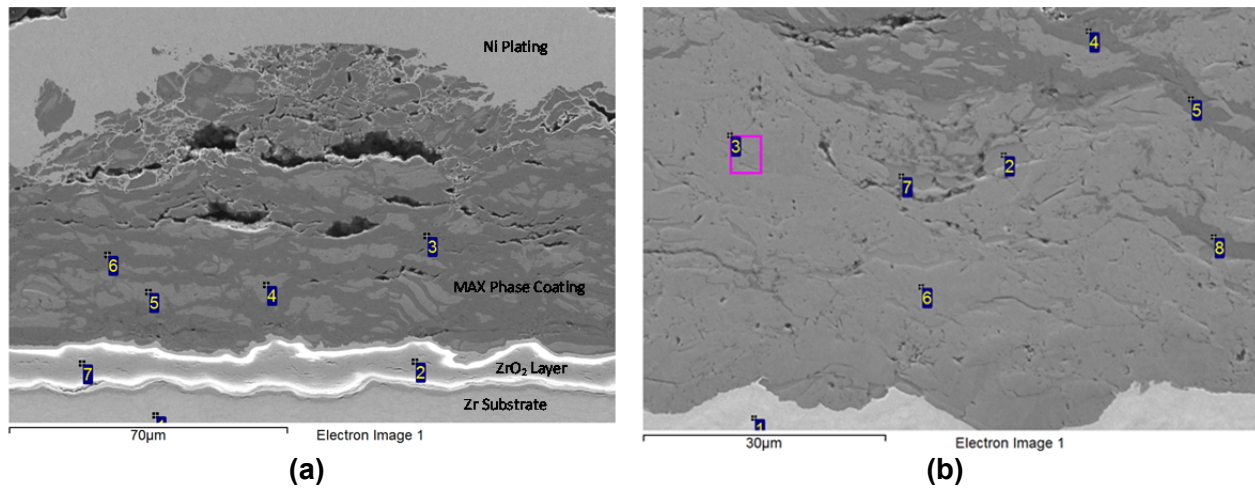 Ni Plating
3
6
MAX Phase Coating
5
4
7
2
ZrO₂ Layer
Zr Substrate
1
70µm
Electron Image 1
(a)
4
5
3
2
7
8
6
1
30µm
Electron Image 1
(b)